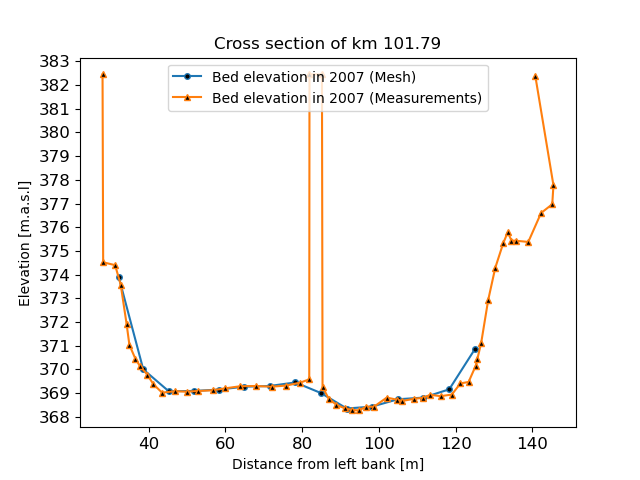 Cross section of km 101.79
Bed elevation in 2007 (Mesh)
Bed elevation in 2007 (Measurements)
Elevation [m.a.s.l]
383
382
381
380
379
378
377
376
375
374
373
372
371
370
369
368
40 60 80 100 120 140
Distance from left bank [m]